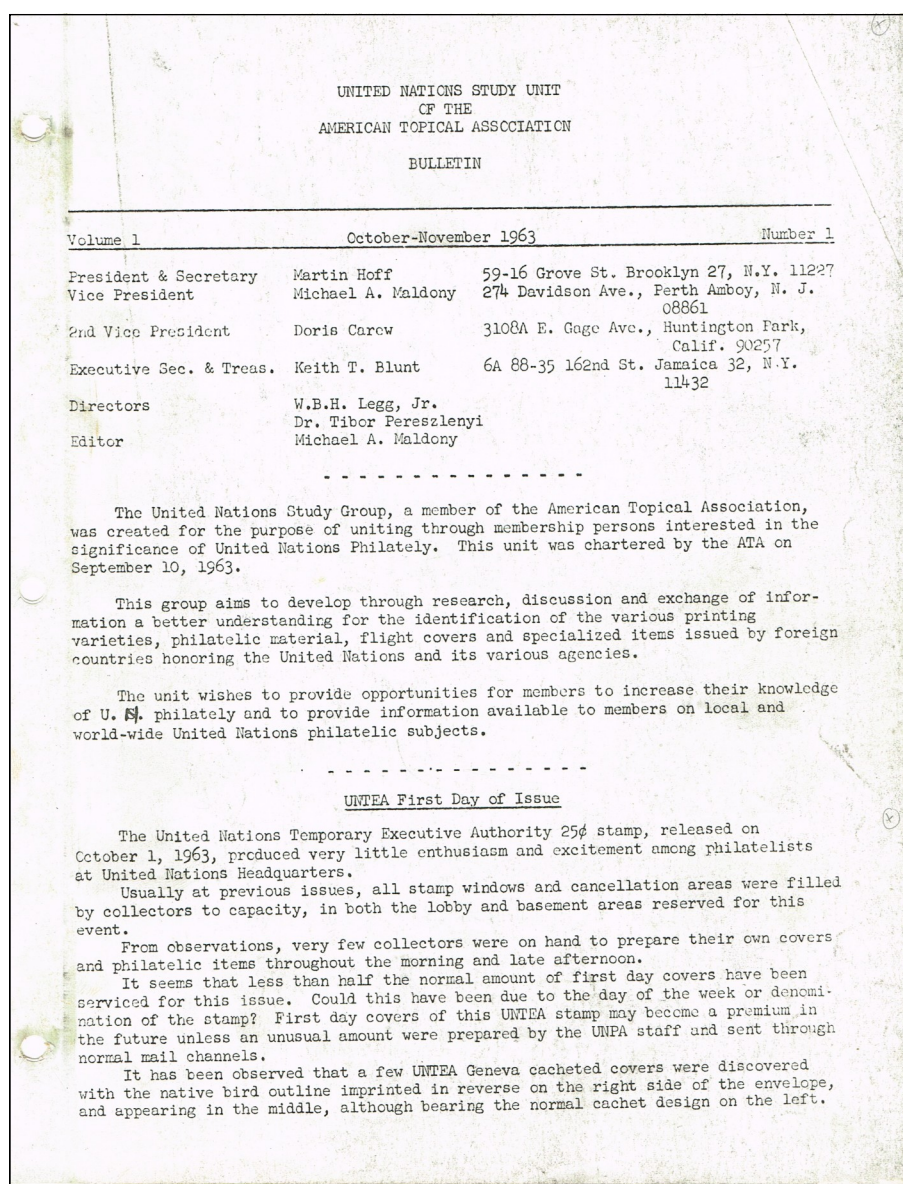 UNITED NATIONS STUDY UNIT
OF THE
AMERICAN TOPICAL ASSOCIATION
BULLETIN
Volume 1 October-November 1963 Number 1
President & Secretary Martin Hoff 59-16 Grove St. Brooklyn 27, N.Y. 11227
Vice President Michael A. Maldony 274 Davidson Ave., Perth Amboy, N. J.
08861
2nd Vice President Doris Carew 3108A E. Gage Ave., Huntington Park,
Calif. 90257
Executive Sec. & Treas. Keith T. Blunt 6A 88-35 162nd St. Jamaica 32, N.Y.
11432
Directors W.B.H. Legg, Jr.
Dr. Tibor Pereszlenyi
Editor Michael A. Maldony
- - - - - - - - - - - - - - -
The United Nations Study Group, a member of the American Topical Association,
was created for the purpose of uniting through membership persons interested in the
significance of United Nations Philately. This unit was chartered by the ATA on
September 10, 1963.
This group aims to develop through research, discussion and exchange of infor-
mation a better understanding for the identification of the various printing
varieties, philatelic material, flight covers and specialized items issued by foreign
countries honoring the United Nations and its various agencies.
The unit wishes to provide opportunities for members to increase their knowledge
of U. N. philately and to provide information available to members on local and
world-wide United Nations philatelic subjects.
- - - - - - - - - - - - - - -
UNTEA First Day of Issue
The United Nations Temporary Executive Authority 25¢ stamp, released on
October 1, 1963, produced very little enthusiasm and excitement among philatelists
at United Nations Headquarters.
Usually at previous issues, all stamp windows and cancellation areas were filled
by collectors to capacity, in both the lobby and basement areas reserved for this
event.
From observations, very few collectors were on hand to prepare their own covers
and philatelic items throughout the morning and late afternoon.
It seems that less than half the normal amount of first day covers have been
serviced for this issue. Could this have been due to the day of the week or denomi-
nation of the stamp? First day covers of this UNTEA stamp may become a premium in
the future unless an unusual amount were prepared by the UNPA staff and sent through
normal mail channels.
It has been observed that a few UNTEA Geneva cacheted covers were discovered
with the native bird outline imprinted in reverse on the right side of the envelope,
and appearing in the middle, although bearing the normal cachet design on the left.